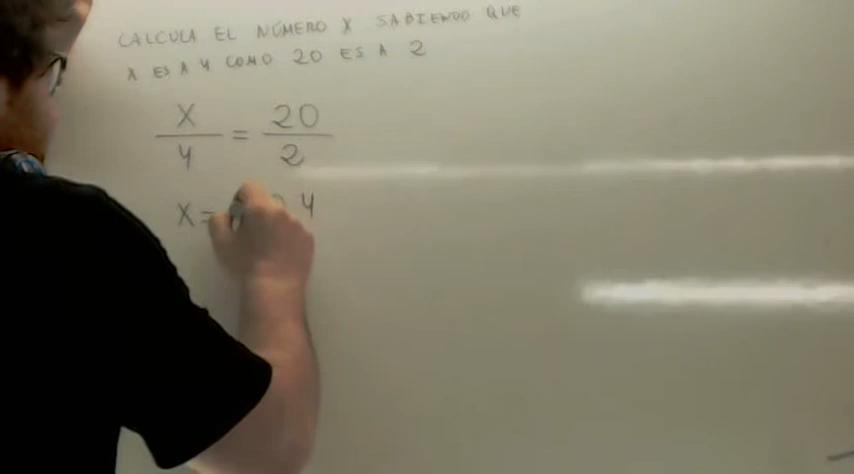 CALCULA EL NÚMERO X SABIENDO QUE
X ES A 4 COMO 20 ES A 2
X/4 = 20/2
X= 4